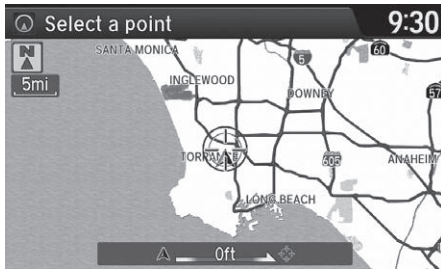 Select a point
9:30
N
SANTA MONICA
5
60
5mi
INGLEWOOD
DOWNEY
57
TORRANCE
605
ANAHEIM
LONG BEACH
0ft